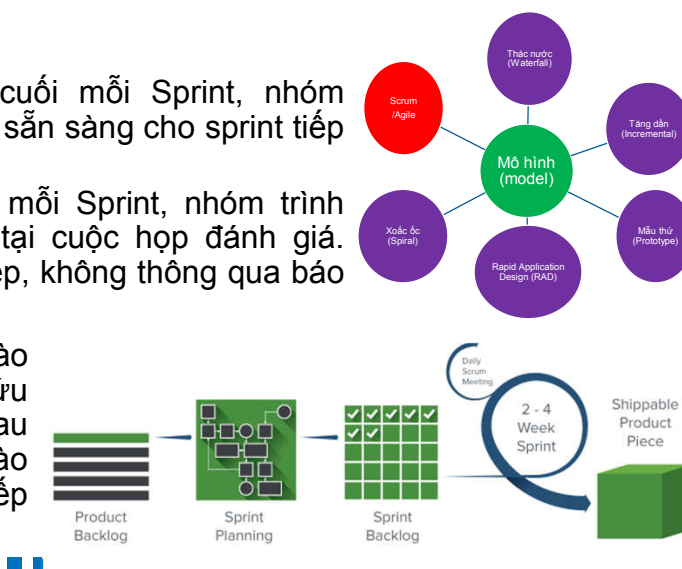 cuối mỗi Sprint, nhóm
sẵn sàng cho sprint tiếp
mỗi Sprint, nhóm trình
tại cuộc họp đánh giá.
ếp, không thông qua báo
ào
ứu
au
ào
ếp
Thác nước
(Waterfall)
Scrum
/Agile
Tăng dần
(Incremental)
Mô hình
(model)
Xoắc ốc
(Spiral)
Mẫu thử
(Prototype)
Rapid Application
Design (RAD)
Daily
Scrum
Meeting
2 - 4
Week
Sprint
Shippable
Product
Piece
Product
Backlog
Sprint
Planning
Sprint
Backlog